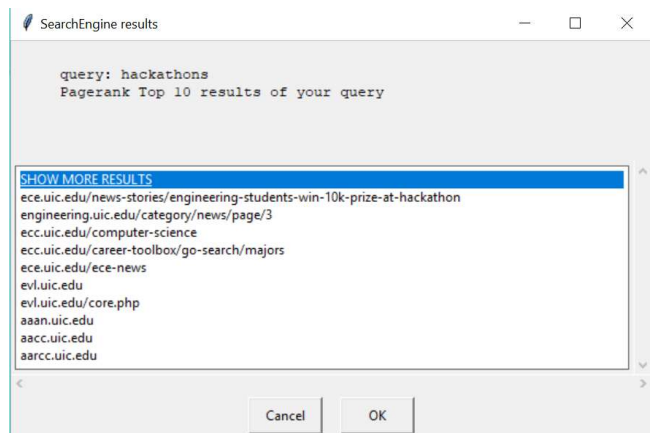 SearchEngine results
query: hackathons
Pagerank Top 10 results of your query
SHOW MORE RESULTS
ece.uic.edu/news-stories/engineering-students-win-10k-prize-at-hackathon
engineering.uic.edu/category/news/page/3
ecc.uic.edu/computer-science
ecc.uic.edu/career-toolbox/go-search/majors
ece.uic.edu/ece-news
evl.uic.edu
evl.uic.edu/core.php
aaan.uic.edu
aacc.uic.edu
aarcc.uic.edu
Cancel OK